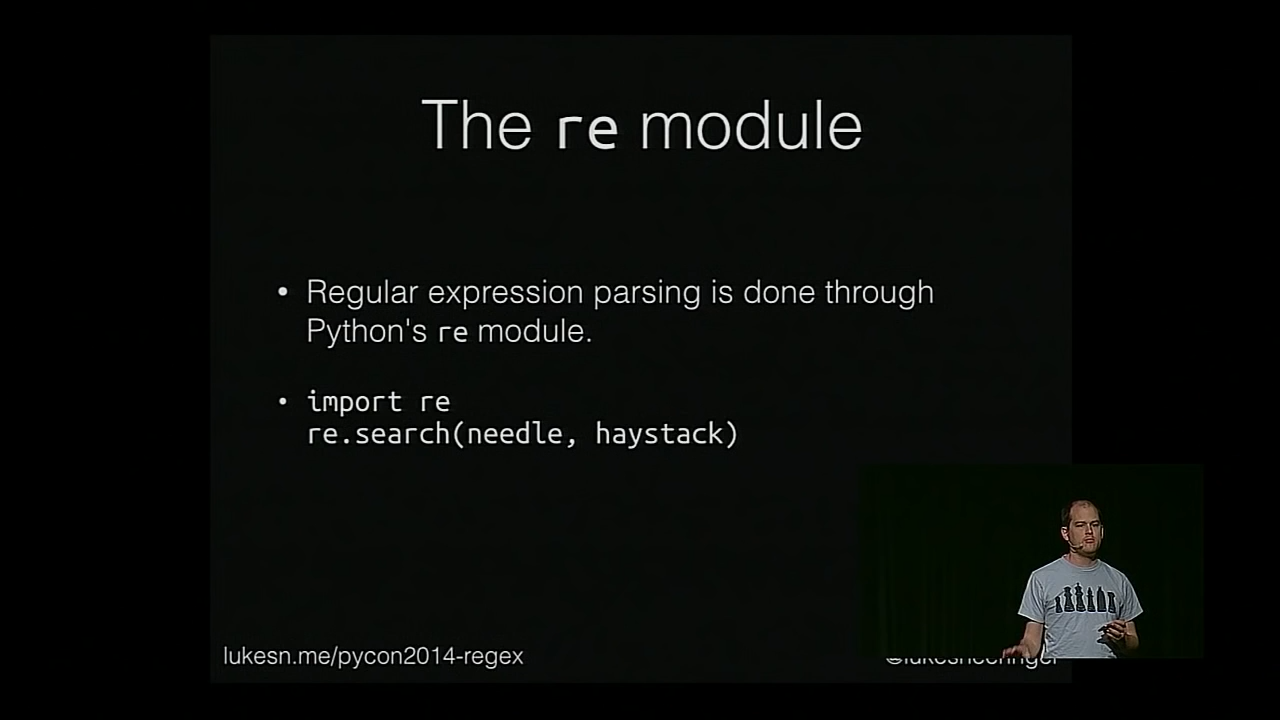 The re module
• Regular expression parsing is done through
Python's re module.
• import re
re.search(needle, haystack)
lukesn.me/pycon2014-regex